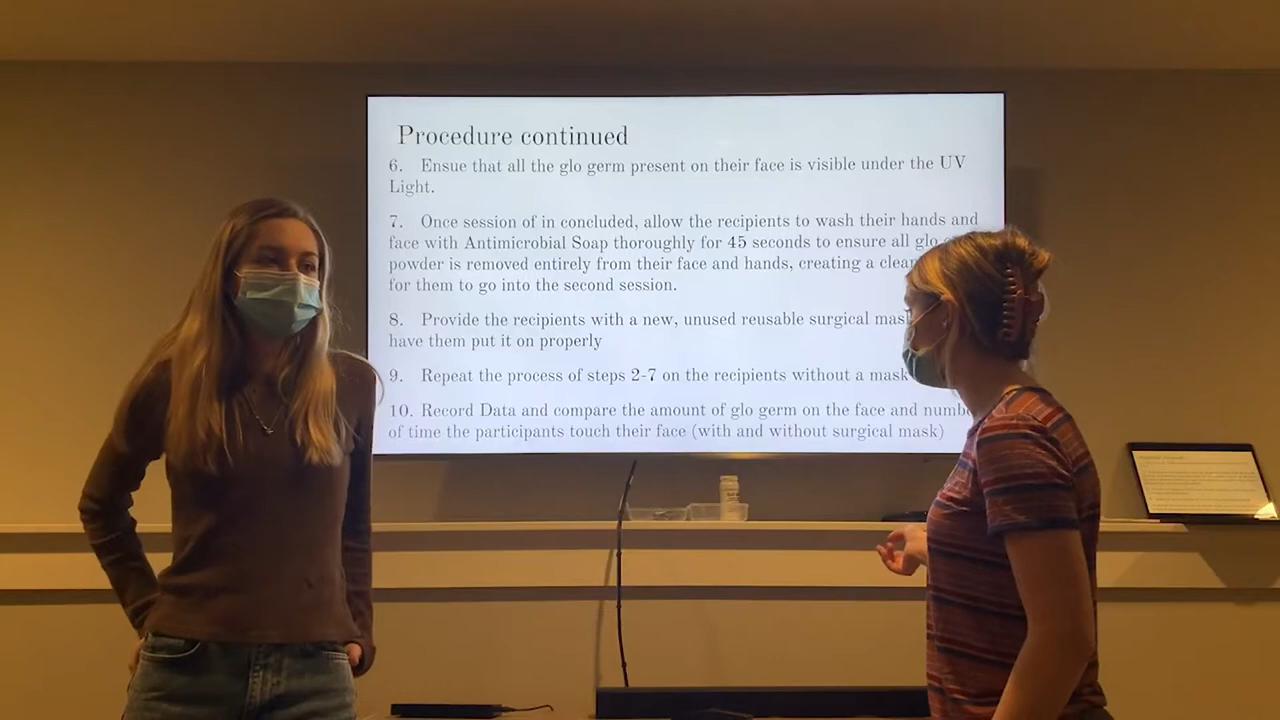 Procedure continued
6. Ensue that all the glo germ present on their face is visible under the UV
Light.
7. Once session of in concluded, allow the recipients to wash their hands and
face with Antimicrobial Soap thoroughly for 45 seconds to ensure all glo
powder is removed entirely from their face and hands, creating a clean
for them to go into the second session.
8. Provide the recipients with a new, unused reusable surgical mask
have them put it on properly
9. Repeat the process of steps 2-7 on the recipients without a mask
10. Record Data and compare the amount of glo germ on the face and numbe
of time the participants touch their face (with and without surgical mask)